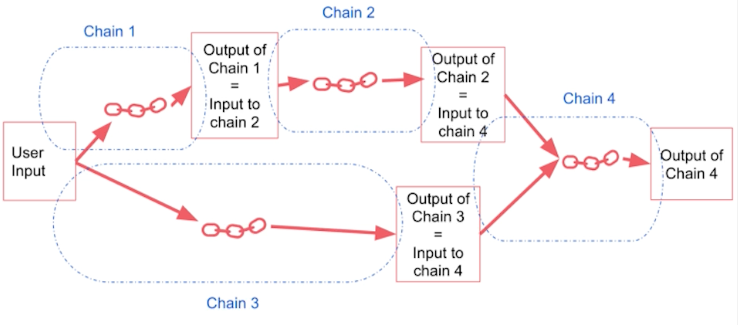 Chain 1
Chain 2
Output of
Chain 1
=
Input to
chain 2
Output of
Chain 2
=
Input to
chain 4
Chain 4
User
Input
Output of
Chain 4
Output of
Chain 3
=
Input to
chain 4
Chain 3